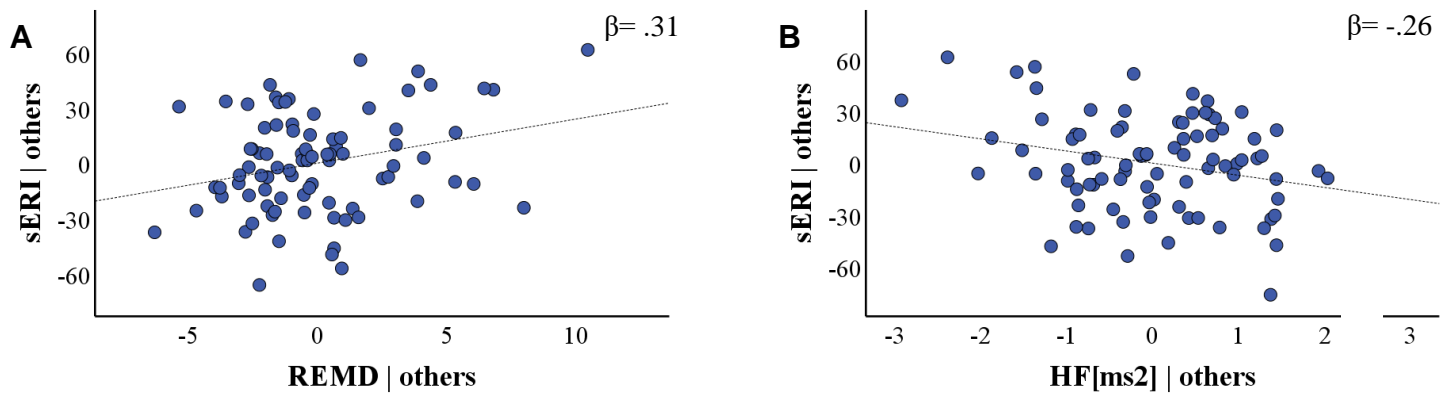 A
β= .31
60
30
0
-30
-60
sERI | others
-5 0 5 10
REMD | others
B
β= -.26
60
30
0
-30
-60
sERI | others
-3 -2 -1 0 1 2 3
HF[ms2] | others